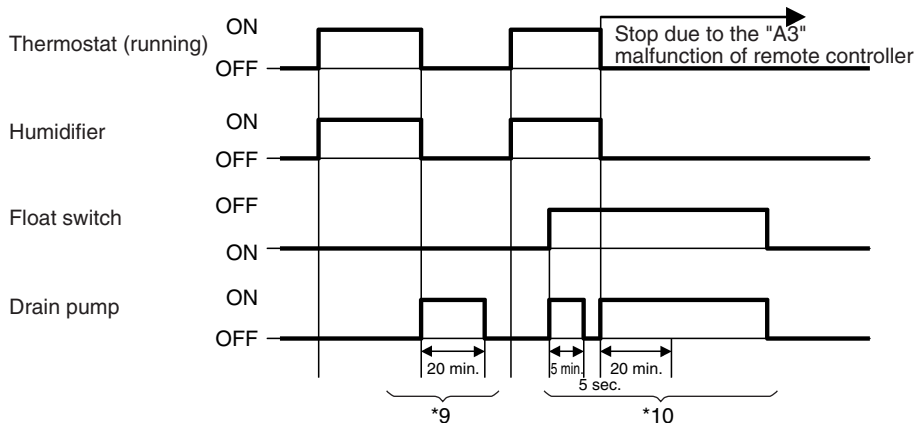 Thermostat (running)
ON
OFF
Stop due to the "A3"
malfunction of remote controller
Humidifier
ON
OFF
Float switch
OFF
ON
Drain pump
ON
OFF
20 min.
5 min.
20 min.
5 sec.
*9
*10